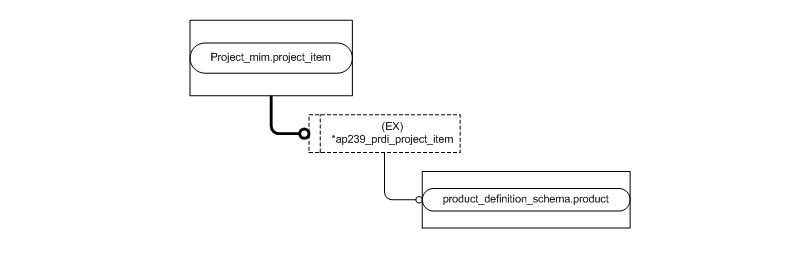 Project_mim.project_item
(EX)
*ap239_prdi_project_item
product_definition_schema.product